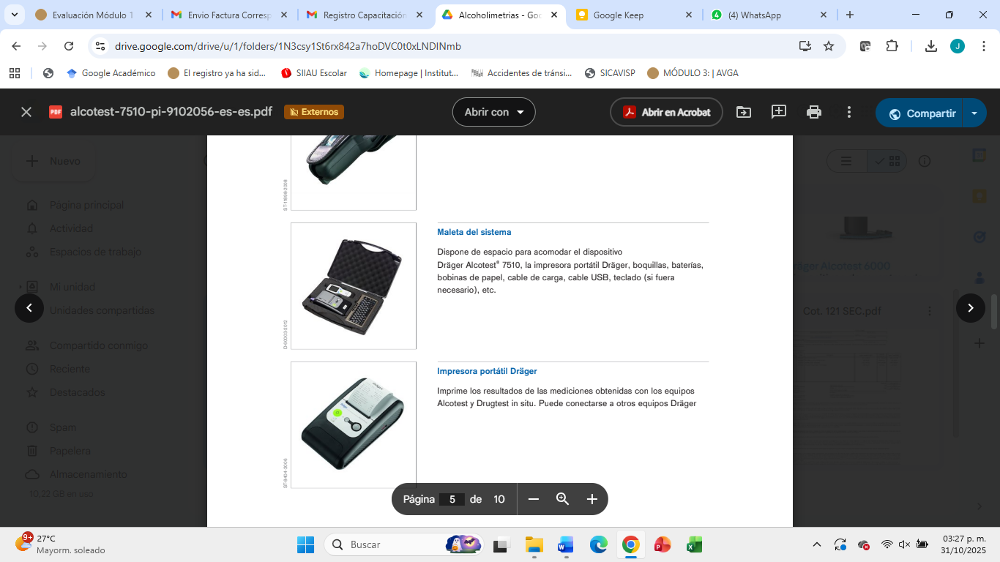 Evaluación Módulo 1
Envio Factura Corresp
Registro Capacitación
Alcoholimetrias - Goo
Google Keep
(4) WhatsApp
drive.google.com/drive/u/1/folders/1N3csy1St6rx842a7hoDVC0t0xLNDINmb
J
Google Académico
El registro ya ha sid...
SIIAU Escolar
Homepage | Institut...
Accidentes de tránsi...
SICAVISP
MÓDULO 3: | AVGA
PDF
alcotest-7510-pi-9102056-es-es.pdf
Externos
Abrir con
Abrir en Acrobat
Compartir
Nuevo
Página principal
Actividad
Espacios de trabajo
Mi unidad
Unidades compartidas
Compartido conmigo
Reciente
Destacados
Spam
Papelera
Almacenamiento
10.22 GB en uso
ST-11898-2008
D-60003-2012
Maleta del sistema
Dispone de espacio para acomodar el dispositivo
Dräger Alcotest® 7510, la impresora portátil Dräger, boquillas, baterías,
bobinas de papel, cable de carga, cable USB, teclado (si fuera
necesario), etc.
ST-8404-2006
Impresora portátil Dräger
Imprime los resultados de las mediciones obtenidas con los equipos
Alcotest y Drugtest in situ. Puede conectarse a otros equipos Dräger
räger Alcotest 6000
Cot. 121 SEC.pdf
Página 5 de 10
9+
27°C
Mayorm. soleado
Buscar
03:27 p. m.
31/10/2025